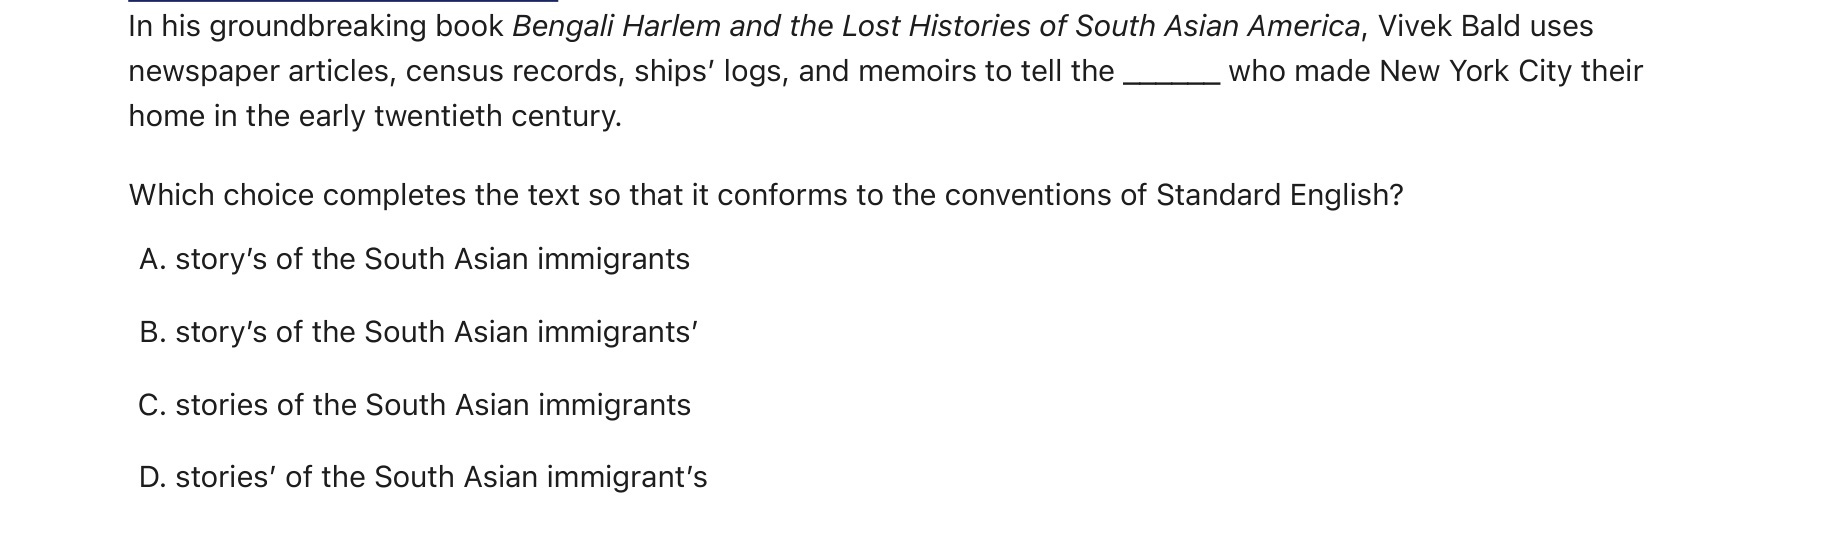 In his groundbreaking book Bengali Harlem and the Lost Histories of South Asian America, Vivek Bald uses
newspaper articles, census records, ships’ logs, and memoirs to tell the ______ who made New York City their
home in the early twentieth century.
Which choice completes the text so that it conforms to the conventions of Standard English?
A. story’s of the South Asian immigrants
B. story’s of the South Asian immigrants’
C. stories of the South Asian immigrants
D. stories’ of the South Asian immigrant’s